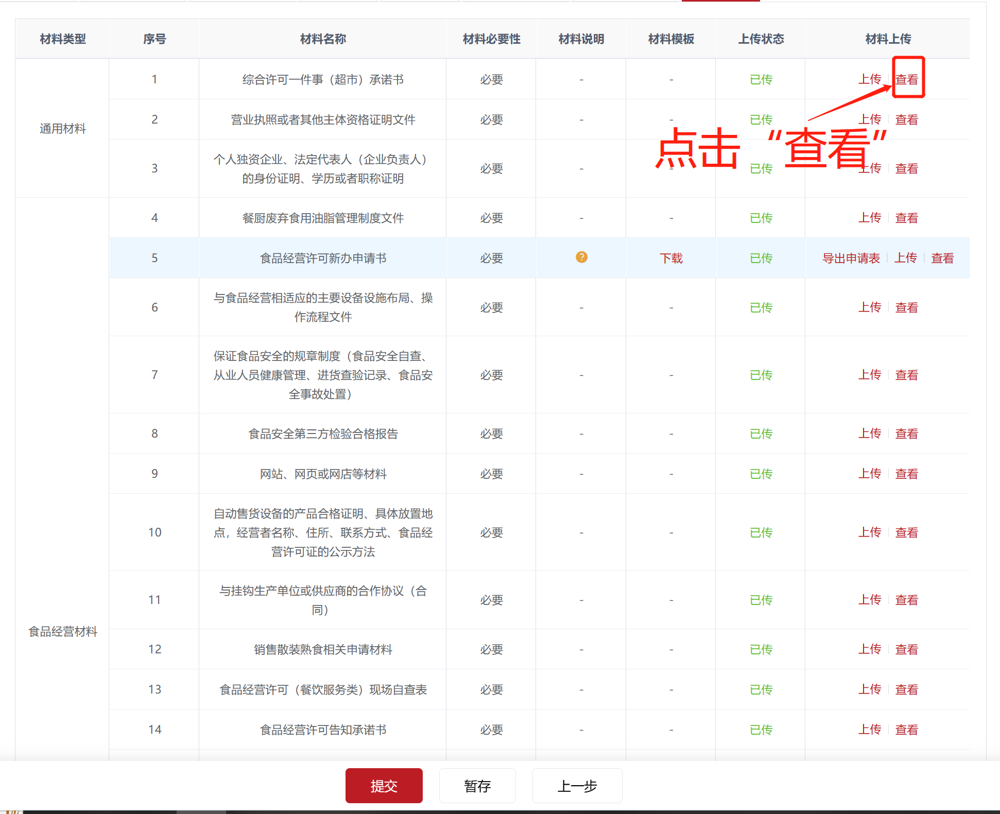 材料类型 序号 材料名称 材料必要性 材料说明 材料模板 上传状态 材料上传
通用材料
1 综合许可一件事（超市）承诺书 必要 - - 已传 上传 查看
2 营业执照或者其他主体资格证明文件 必要 - - 已传 上传 查看
点击 “查看”
3 个人独资企业、法定代表人（企业负责人）
的身份证明、学历或者职称证明 必要 - - 已传 上传 查看
食品经营材料
4 餐厨废弃食用油脂管理制度文件 必要 - - 已传 上传 查看
5 食品经营许可新办申请书 必要 ? 下载 已传 导出申请表 上传 查看
6 与食品经营相适应的主要设备设施布局、操
作流程文件 必要 - - 已传 上传 查看
7 保证食品安全的规章制度（食品安全自查、
从业人员健康管理、进货查验记录、食品安
全事故处置） 必要 - - 已传 上传 查看
8 食品安全第三方检验合格报告 必要 - - 已传 上传 查看
9 网站、网页或网店等材料 必要 - - 已传 上传 查看
10 自动售货设备的产品合格证明、具体放置地
点，经营者名称、住所、联系方式、食品经
营许可证的公示方法 必要 - - 已传 上传 查看
11 与挂钩生产单位或供应商的合作协议（合
同） 必要 - - 已传 上传 查看
12 销售散装熟食相关申请材料 必要 - - 已传 上传 查看
13 食品经营许可（餐饮服务类）现场自查表 必要 - - 已传 上传 查看
14 食品经营许可告知承诺书 必要 - - 已传 上传 查看
提交 暂存 上一步